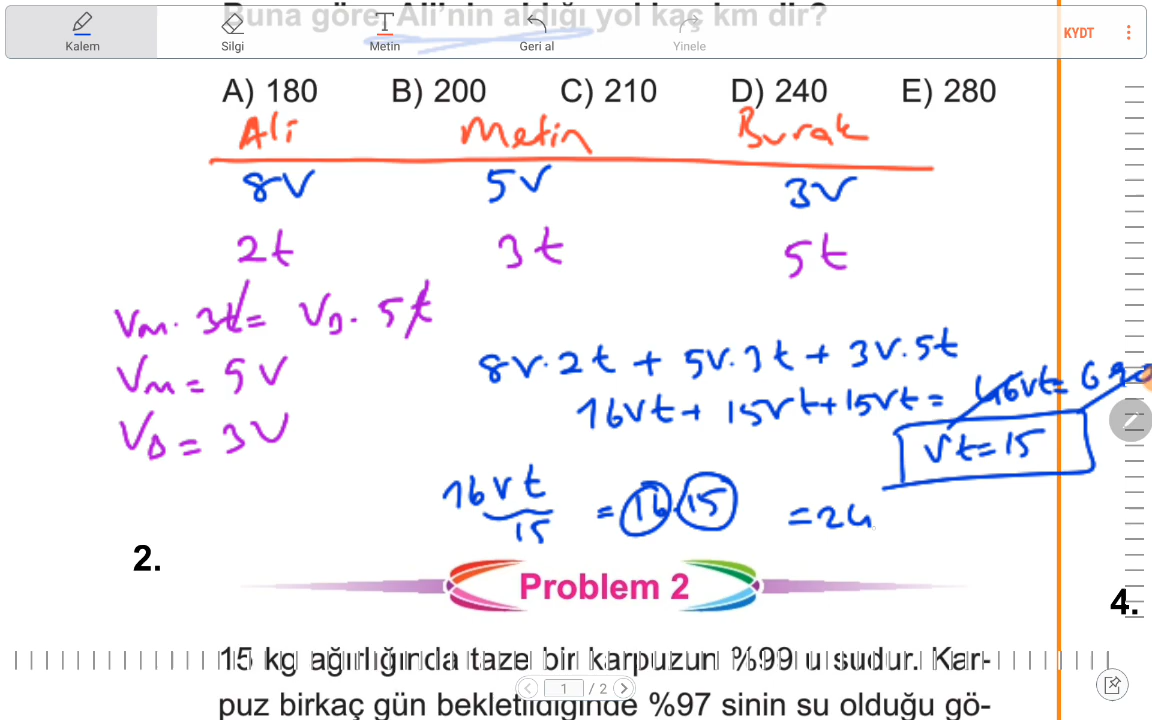 Buna göre, Ali'nin aldığı yol kaç km dir?
Kalem
Silgi
Metin
Geri al
Yinele
KYDT
A) 180 B) 200 C) 210 D) 240 E) 280
Ali Metin Burak
8V 5V 3V
2t 3t 5t
VM. 3t = VB. 5t
VM = 5V
VB = 3V
8V.2t + 5V.3t + 3V.5t
16Vt + 15Vt + 15Vt = 46Vt = 690
Vt = 15
16Vt = 16.15 = 24
15
2.
Problem 2
4.
15 kg ağırlığında taze bir karpuzun %99 u sudur. Kar-
1 / 2
puz birkaç gün bekletildiğinde %97 sinin su olduğu gö-